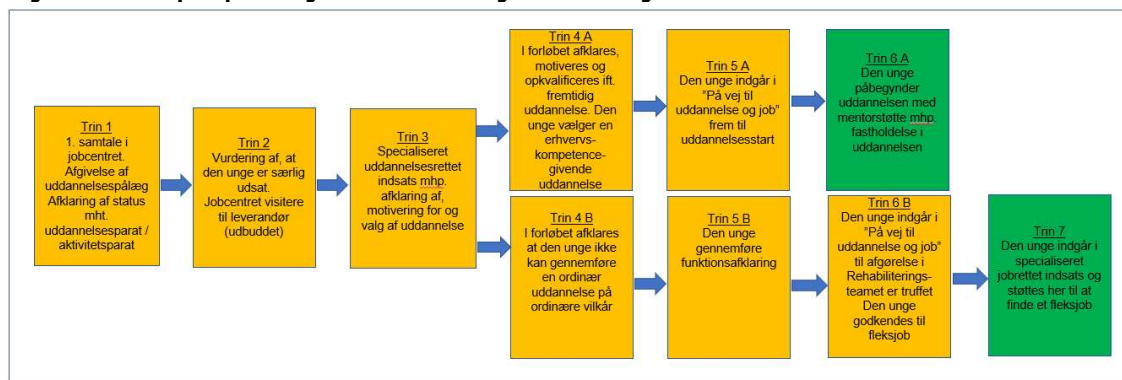 Trin 1
1. samtale i
jobcentret.
Afgivelse af
uddannelsespålæg
Afklaring af status
mht.
uddannelsesparat /
aktivitetsparat
Trin 2
Vurdering af, at
den unge er særlig
udsat.
Jobcentret visitere
til leverandør
(udbuddet)
Trin 3
Specialiseret
uddannelsesrettet
indsats mhp.
afklaring af,
motivering for og
valg af uddannelse
Trin 4 A
I forløbet afklares,
motiveres og
opkvalificeres ift.
fremtidig
uddannelse. Den
unge vælger en
erhvervs-
kompetence-
givende
uddannelse
Trin 5 A
Den unge indgår i
"På vej til
uddannelse og job"
frem til
uddannelsesstart
Trin 6 A
Den unge
påbegynder
uddannelsen med
mentorstøtte mhp.
fastholdelse i
uddannelsen
Trin 4 B
I forløbet afklares
at den unge ikke
kan gennemføre
en ordinær
uddannelse på
ordinære vilkår
Trin 5 B
Den unge
gennemføre
funktionsafklaring
Trin 6 B
Den unge indgår i
"På vej til
uddannelse og job"
til afgørelse i
Rehabiliterings-
teamet er truffet
Den unge
godkendes til
fleksjob
Trin 7
Den unge indgår i
specialiseret
jobrettet indsats og
støttes her til at
finde et fleksjob